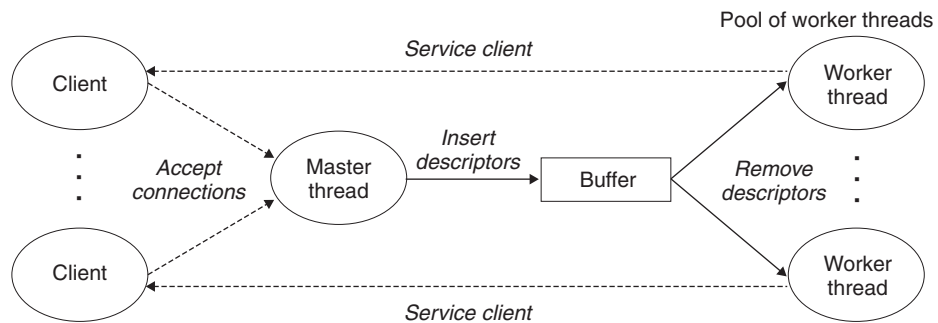 Pool of worker threads
Service client
Client
Worker
thread
Insert
descriptors
Accept
connections
Master
thread
Buffer
Remove
descriptors
Client
Worker
thread
Service client